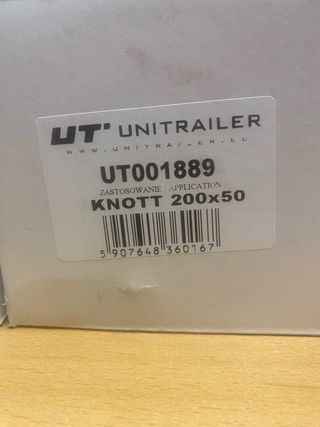 UT UNITRAILER
WWW.UNITRAILER.EU
UT001889
ZASTOSOWANIE / APPLICATION :
KNOTT 200x50
5 907648 360167